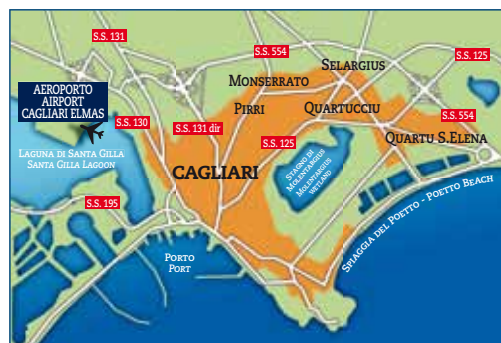 S.S. 131
S.S. 554
SELARGIUS
S.S. 125
MONSERRATO
AEROPORTO
AIRPORT
CAGLIARI ELMAS
PIRRI
QUARTUCCIU
S.S. 554
S.S. 130
S.S. 131 dir
S.S. 125
QUARTU S.ELENA
LAGUNA DI SANTA GILLA
SANTA GILLA LAGOON
CAGLIARI
STAGNO DI
MOLENTARGIUS
MOLENTARGIUS
WETLAND
S.S. 195
SPIAGGIA DEL POETTO - POETTO BEACH
PORTO
PORT